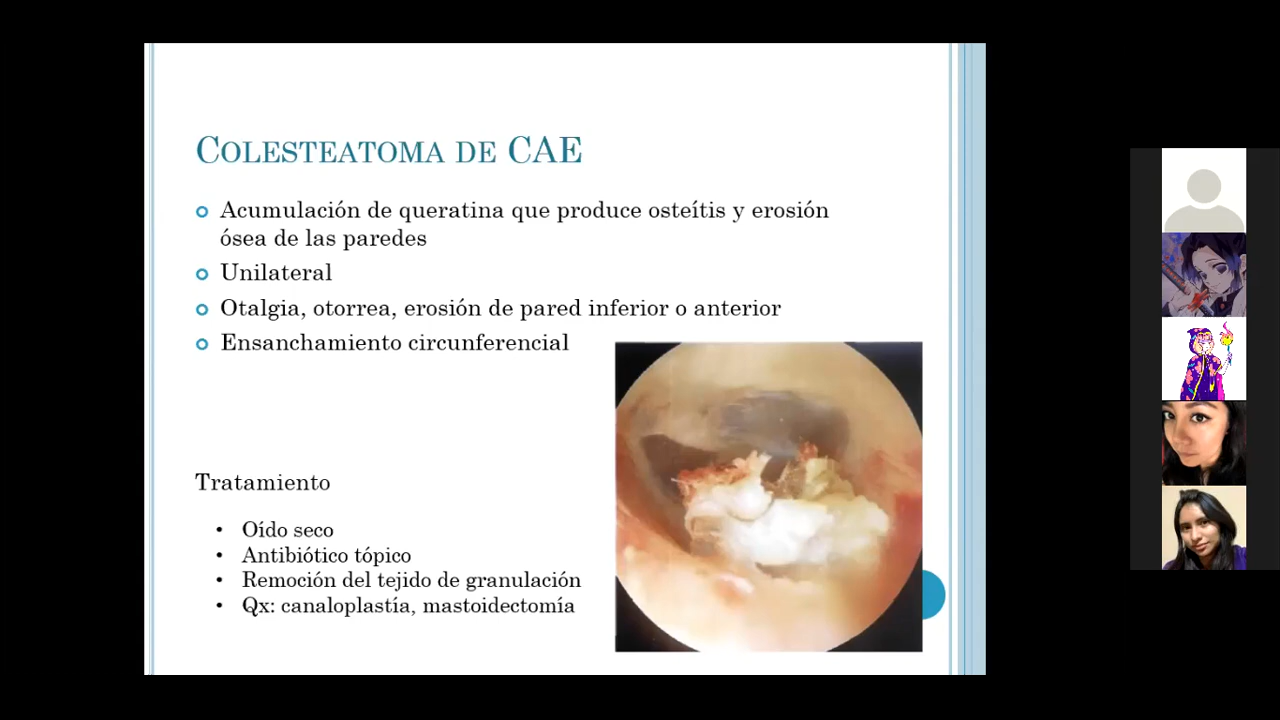 COLESTEATOMA DE CAE
Acumulación de queratina que produce osteítis y erosión
ósea de las paredes
Unilateral
Otalgia, otorrea, erosión de pared inferior o anterior
Ensanchamiento circunferencial
Tratamiento
• Oído seco
• Antibiótico tópico
• Remoción del tejido de granulación
• Qx: canaloplastía, mastoidectomía